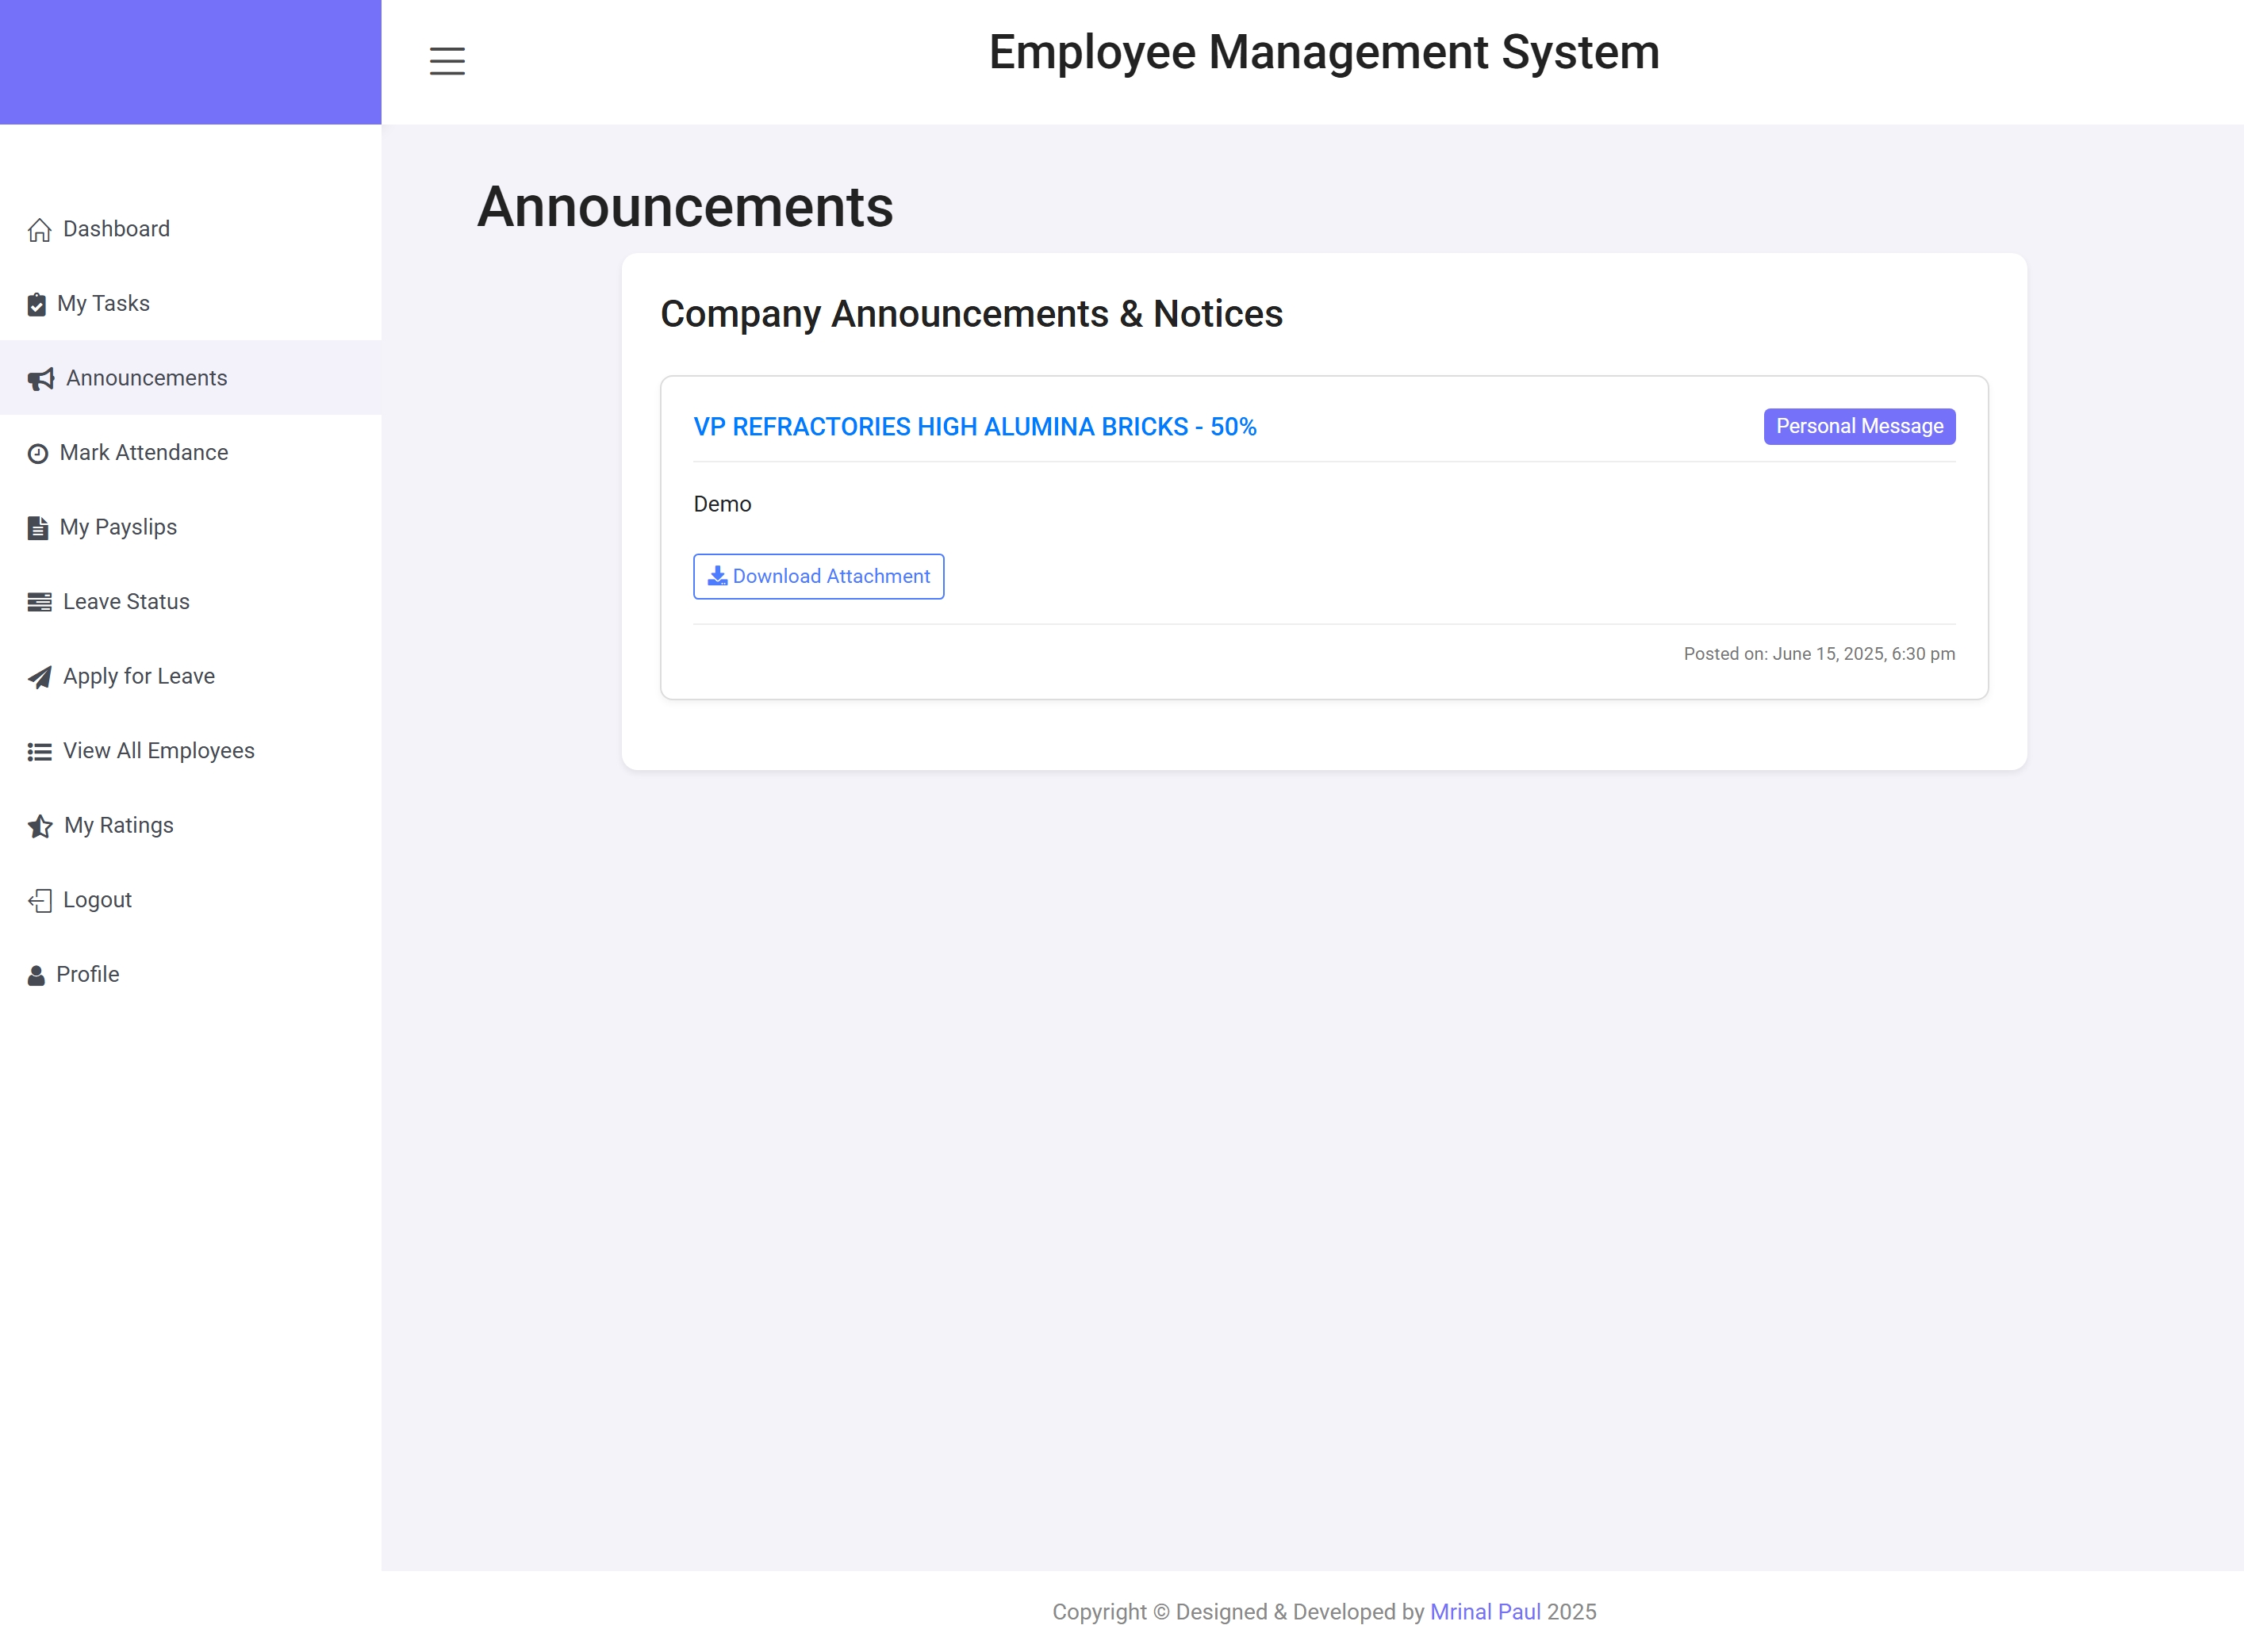 Employee Management System
Dashboard
My Tasks
Announcements
Mark Attendance
My Payslips
Leave Status
Apply for Leave
View All Employees
My Ratings
Logout
Profile
Announcements
Company Announcements & Notices
VP REFRACTORIES HIGH ALUMINA BRICKS - 50%
Personal Message
Demo
Download Attachment
Posted on: June 15, 2025, 6:30 pm
Copyright © Designed & Developed by Mrinal Paul 2025